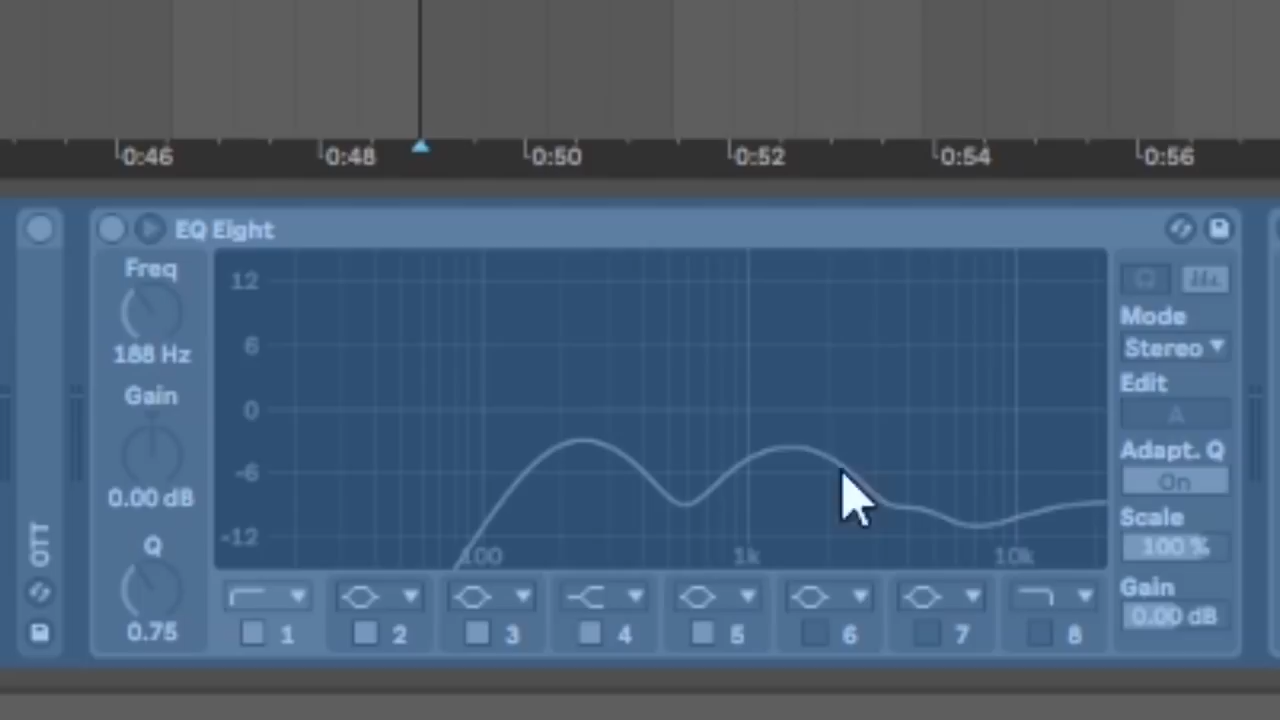 0:46 0:48 0:50 0:52 0:54 0:56
EQ Eight
Freq
188 Hz
Gain
0.00 dB
Q
0.75
OTT
12
6
0
-6
-12
100 1k 10k
1 2 3 4 5 6 7 8
Mode
Stereo
Edit
A
Adapt. Q
On
Scale
100 %
Gain
0.00 dB